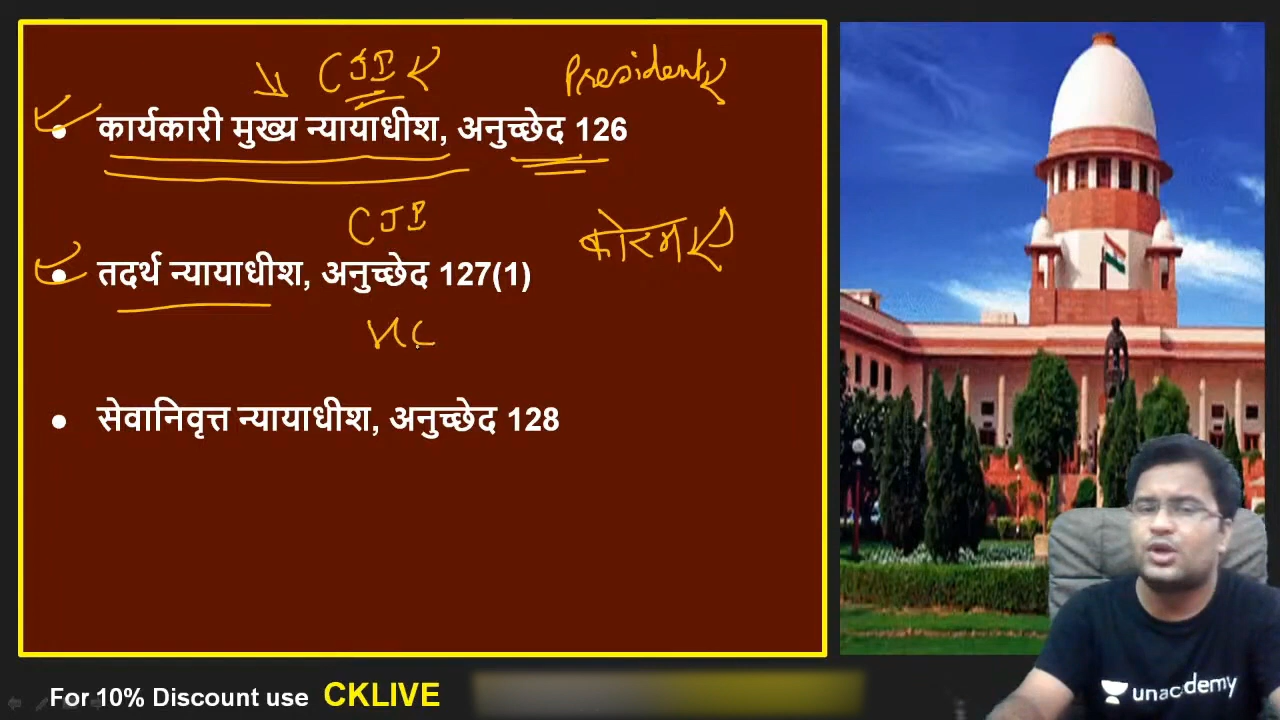 CJI President
• कार्यकारी मुख्य न्यायाधीश, अनुच्छेद 126
CJI कोरम
• तदर्थ न्यायाधीश, अनुच्छेद 127(1)
HC
• सेवानिवृत्त न्यायाधीश, अनुच्छेद 128
unacademy
For 10% Discount use CKLIVE